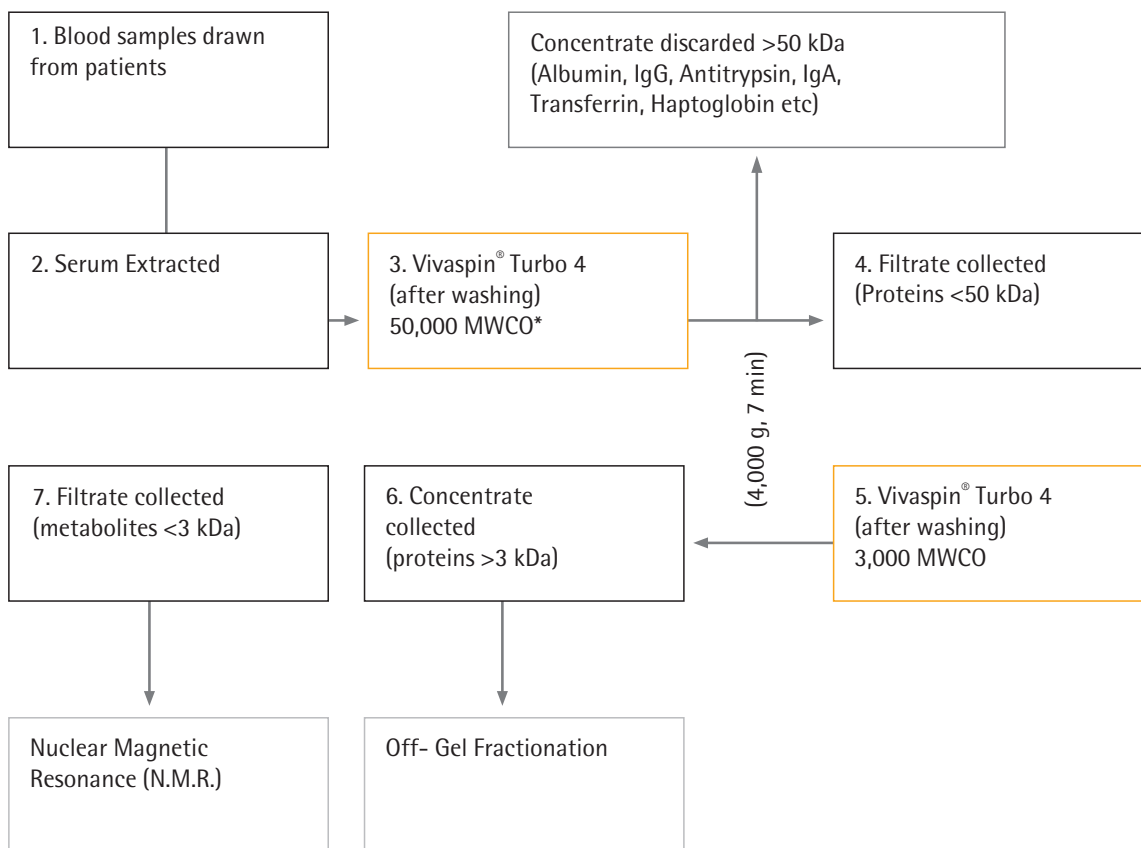 1. Blood samples drawn
from patients
Concentrate discarded >50 kDa
(Albumin, IgG, Antitrypsin, IgA,
Transferrin, Haptoglobin etc)
2. Serum Extracted
3. Vivaspin® Turbo 4
(after washing)
50,000 MWCO*
4. Filtrate collected
(Proteins <50 kDa)
(4,000 g, 7 min)
5. Vivaspin® Turbo 4
(after washing)
3,000 MWCO
6. Concentrate
collected
(proteins >3 kDa)
7. Filtrate collected
(metabolites <3 kDa)
Nuclear Magnetic
Resonance (N.M.R.)
Off- Gel Fractionation